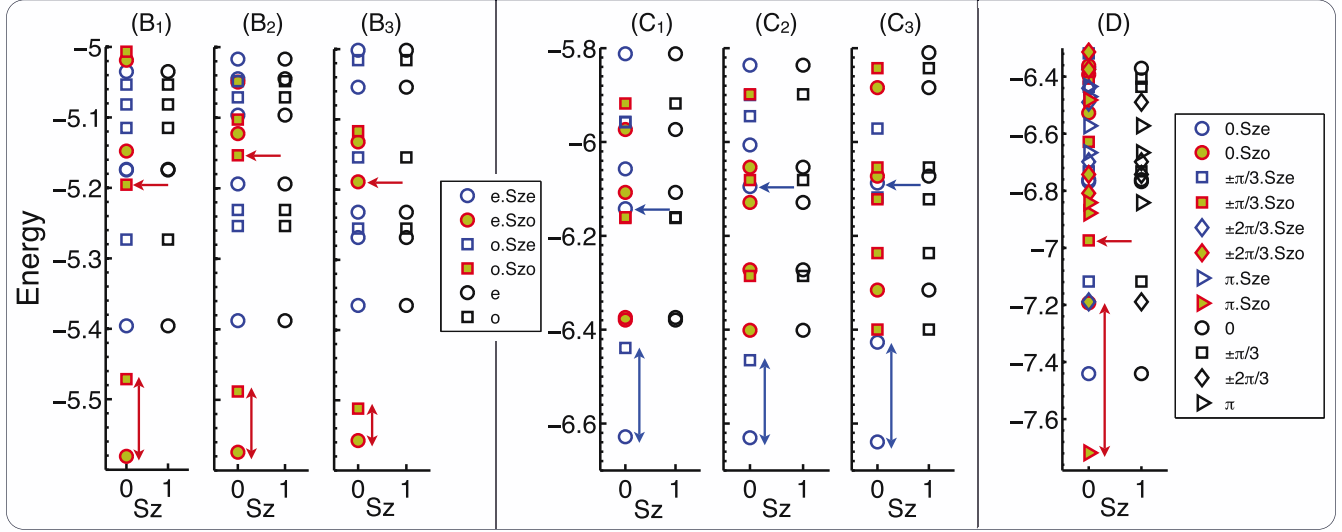 (B1) (B2) (B3) (C1) (C2) (C3) (D)
Energy
−5
−5.1
−5.2
−5.3
−5.4
−5.5
0 1
Sz
0 1
Sz
0 1
Sz
e.Sze
e.Szo
o.Sze
o.Szo
e
o
−5.8
−6
−6.2
−6.4
−6.6
0 1
Sz
0 1
Sz
0 1
Sz
−6.4
−6.6
−6.8
−7
−7.2
−7.4
−7.6
0 1
Sz
0.Sze
0.Szo
±π/3.Sze
±π/3.Szo
±2π/3.Sze
±2π/3.Szo
π.Sze
π.Szo
0
±π/3
±2π/3
π